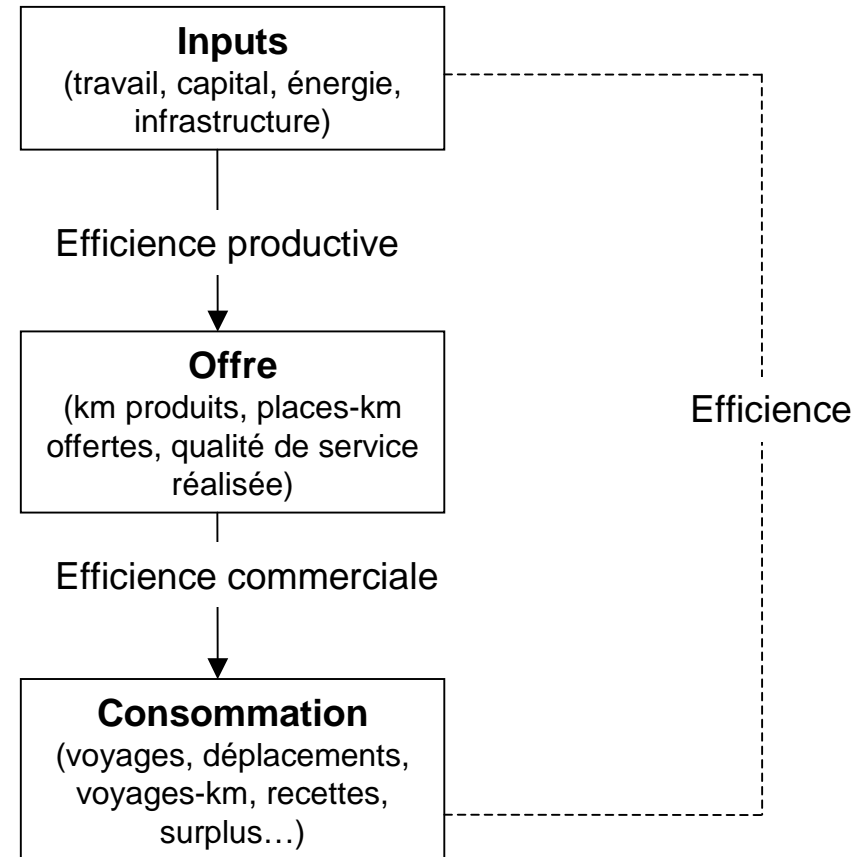 Inputs
(travail, capital, énergie,
infrastructure)
Efficience productive
Offre
(km produits, places-km
offertes, qualité de service
réalisée)
Efficience
Efficience commerciale
Consommation
(voyages, déplacements,
voyages-km, recettes,
surplus…)